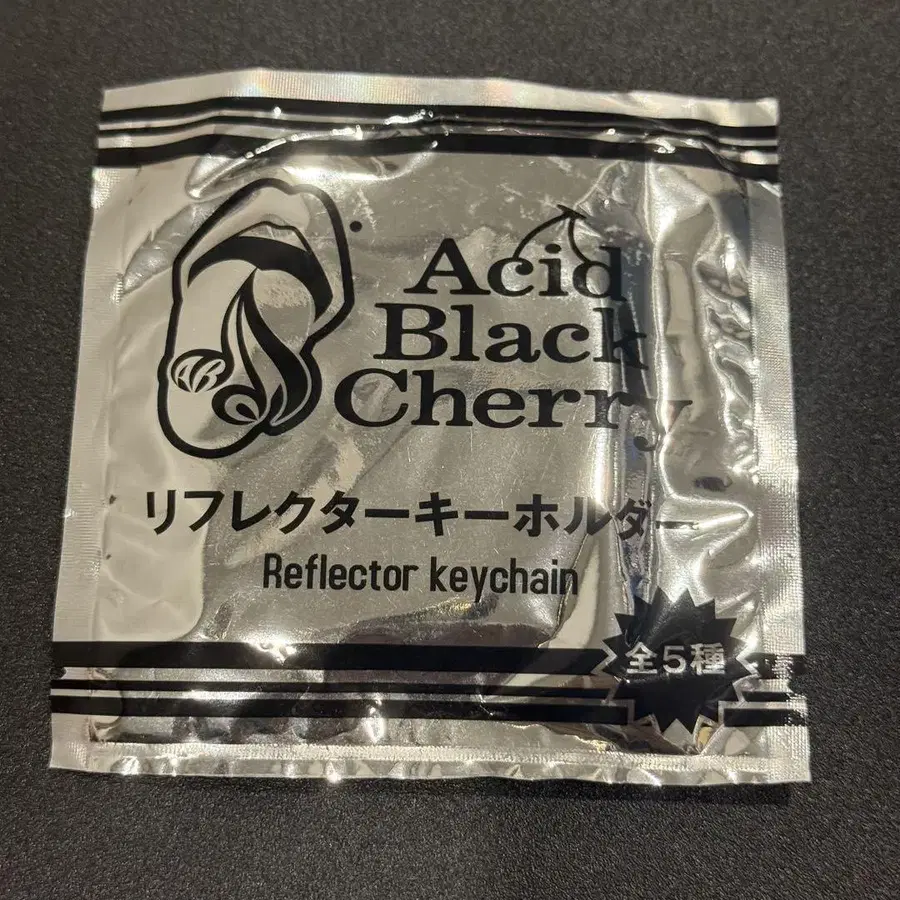 Acid
Black
Cherry
リフレクターキーホルダー
Reflector keychain
全5種